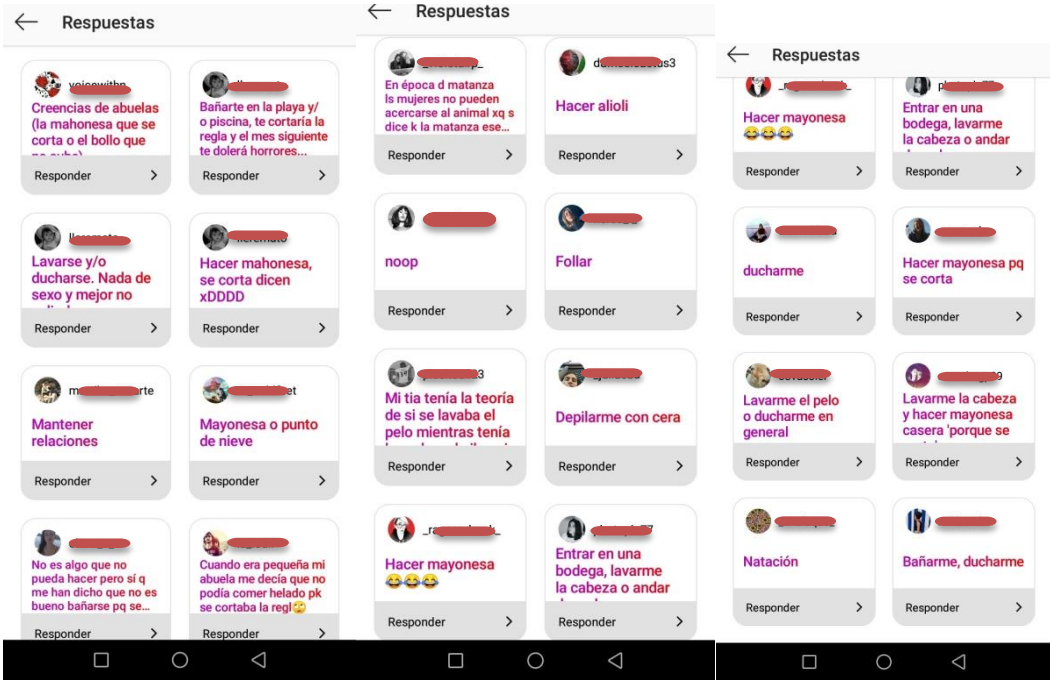 Respuestas
Creencias de abuelas
(la mahonesa que se
corta o el bollo que
no sube)
Responder
Bañarte en la playa y/
o piscina, te cortaría la
regla y el mes siguiente
te dolerá horrores...
Responder
Lavarse y/o
ducharse. Nada de
sexo y mejor no
Responder
Hacer mahonesa,
se corta dicen
xDDDD
Responder
Mantener
relaciones
Responder
Mayonesa o punto
de nieve
Responder
No es algo que no
pueda hacer pero sí q
me han dicho que no es
bueno bañarse pq se...
Responder
Cuando era pequeña mi
abuela me decía que no
podía comer helado pk
se cortaba la regl🙄
Responder
Respuestas
En época d matanza
ls mujeres no pueden
acercarse al animal xq s
dice k la matanza ese...
Responder
Hacer alioli
Responder
noop
Responder
Follar
Responder
Mi tia tenía la teoría
de si se lavaba el
pelo mientras tenía
Responder
Depilarme con cera
Responder
Hacer mayonesa
😂😂😂
Responder
Entrar en una
bodega, lavarme
la cabeza o andar
Responder
Respuestas
Hacer mayonesa
😂😂😂
Responder
Entrar en una
bodega, lavarme
la cabeza o andar
Responder
ducharme
Responder
Hacer mayonesa pq
se corta
Responder
Lavarme el pelo
o ducharme en
general
Responder
Lavarme la cabeza
y hacer mayonesa
casera 'porque se
Responder
Natación
Responder
Bañarme, ducharme
Responder